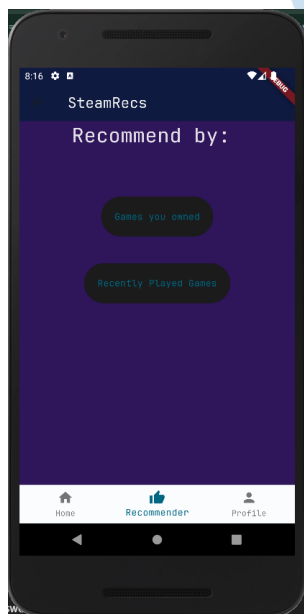 8:16
DEBUG
SteamRecs
Recommend by:
Games you owned
Recently Played Games
Home Recommender Profile